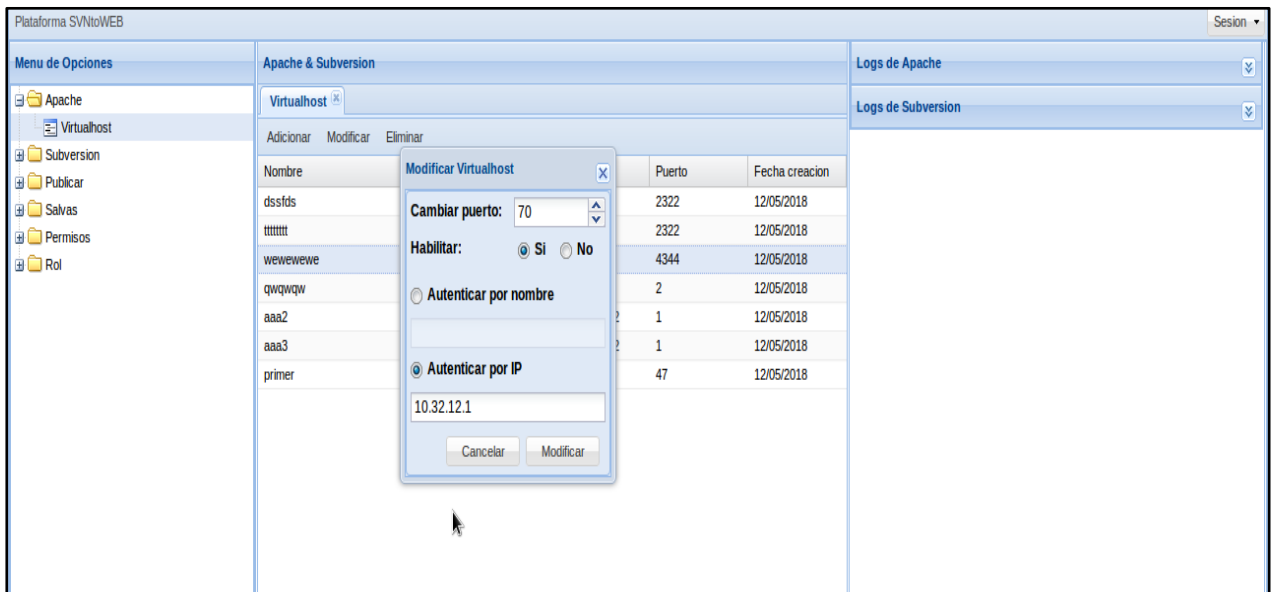 Plataforma SVNtoWEB
Sesion
Menu de Opciones
Apache & Subversion
Logs de Apache
Logs de Subversion
Apache
Virtualhost
Subversion
Publicar
Salvas
Permisos
Rol
Virtualhost
Adicionar Modificar Eliminar
Nombre Puerto Fecha creacion
dssfds 2322 12/05/2018
tttttttt 2322 12/05/2018
wewewewe 4344 12/05/2018
qwqwqw 2 12/05/2018
aaa2 2 1 12/05/2018
aaa3 2 1 12/05/2018
primer 47 12/05/2018
Modificar Virtualhost
Cambiar puerto: 70
Habilitar: Si No
Autenticar por nombre
Autenticar por IP
10.32.12.1
Cancelar Modificar